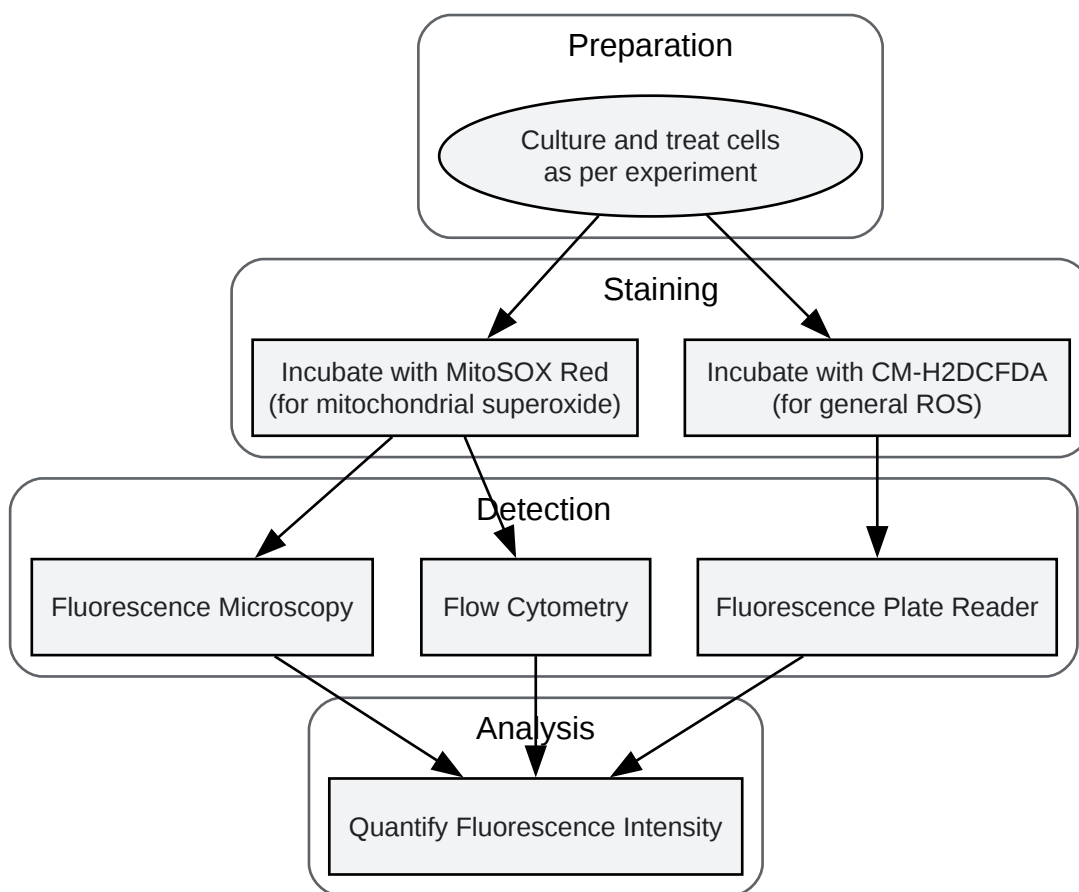 Preparation
Culture and treat cells
as per experiment
Staining
Incubate with MitoSOX Red
(for mitochondrial superoxide)
Incubate with CM-H2DCFDA
(for general ROS)
Detection
Fluorescence Microscopy
Flow Cytometry
Fluorescence Plate Reader
Analysis
Quantify Fluorescence Intensity